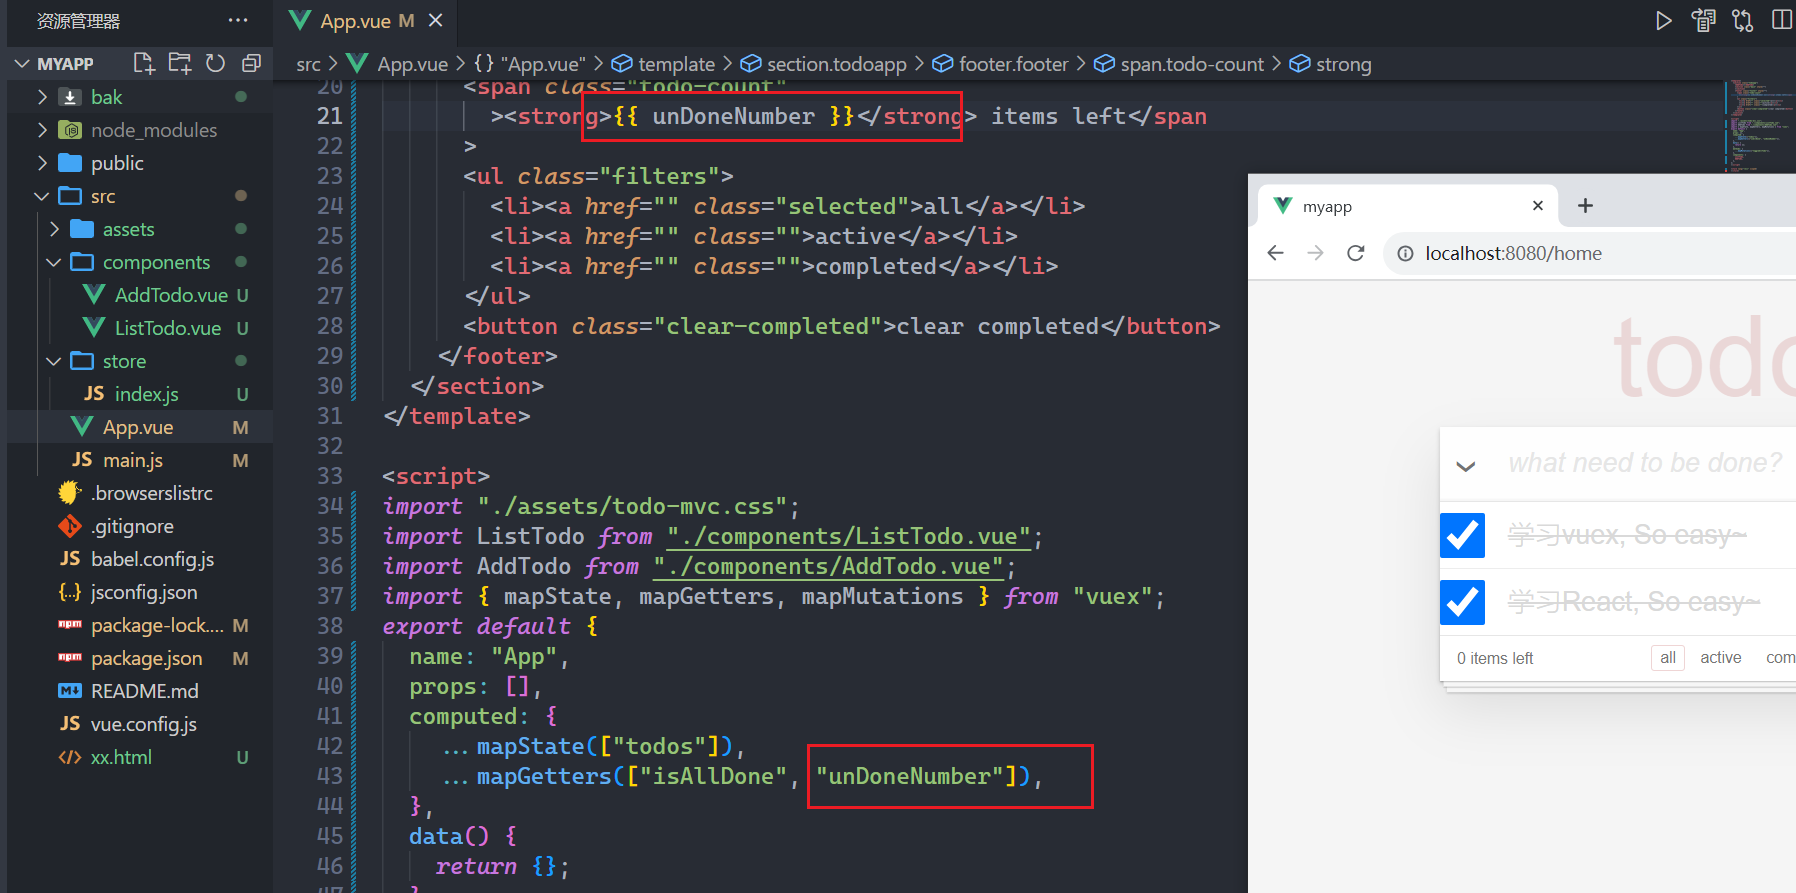 资源管理器
MYAPP
bak
node_modules
public
src
assets
components
AddTodo.vue U
ListTodo.vue U
store
JS index.js U
App.vue M
JS main.js M
.browserslistrc
.gitignore
JS babel.config.js
{..} jsconfig.json
npm package-lock.... M
npm package.json M
README.md
JS vue.config.js
xx.html U
App.vue M
src > App.vue > {} "App.vue" > template > section.todoapp > footer.footer > span.todo-count > strong
20 <span class="todo-count"
21 ><strong>{{ unDoneNumber }}</strong> items left</span
22 >
23 <ul class="filters">
24 <li><a href="" class="selected">all</a></li>
25 <li><a href="" class="">active</a></li>
26 <li><a href="" class="">completed</a></li>
27 </ul>
28 <button class="clear-completed">clear completed</button>
29 </footer>
30 </section>
31 </template>
32
33 <script>
34 import "./assets/todo-mvc.css";
35 import ListTodo from "./components/ListTodo.vue";
36 import AddTodo from "./components/AddTodo.vue";
37 import { mapState, mapGetters, mapMutations } from "vuex";
38 export default {
39 name: "App",
40 props: [],
41 computed: {
42 ...mapState(["todos"]),
43 ...mapGetters(["isAllDone", "unDoneNumber"]),
44 },
45 data() {
46 return {};
myapp
localhost:8080/home
todo
what need to be done?
学习vuex, So easy~
学习React, So easy~
0 items left all active com